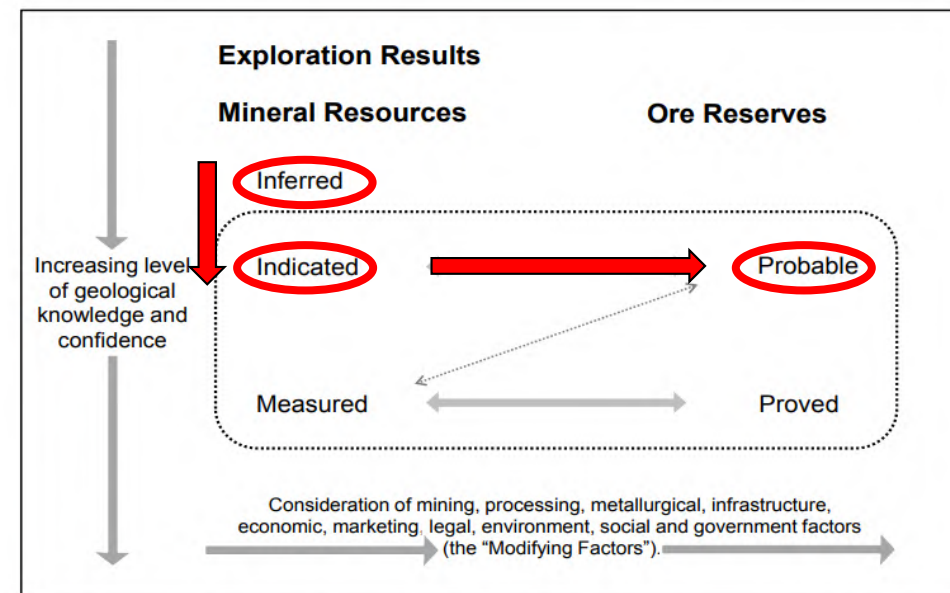 Exploration Results
Mineral Resources
Ore Reserves
Inferred
Indicated
Probable
Increasing level
of geological
knowledge and
confidence
Measured
Proved
Consideration of mining, processing, metallurgical, infrastructure,
economic, marketing, legal, environment, social and government factors
(the “Modifying Factors”).